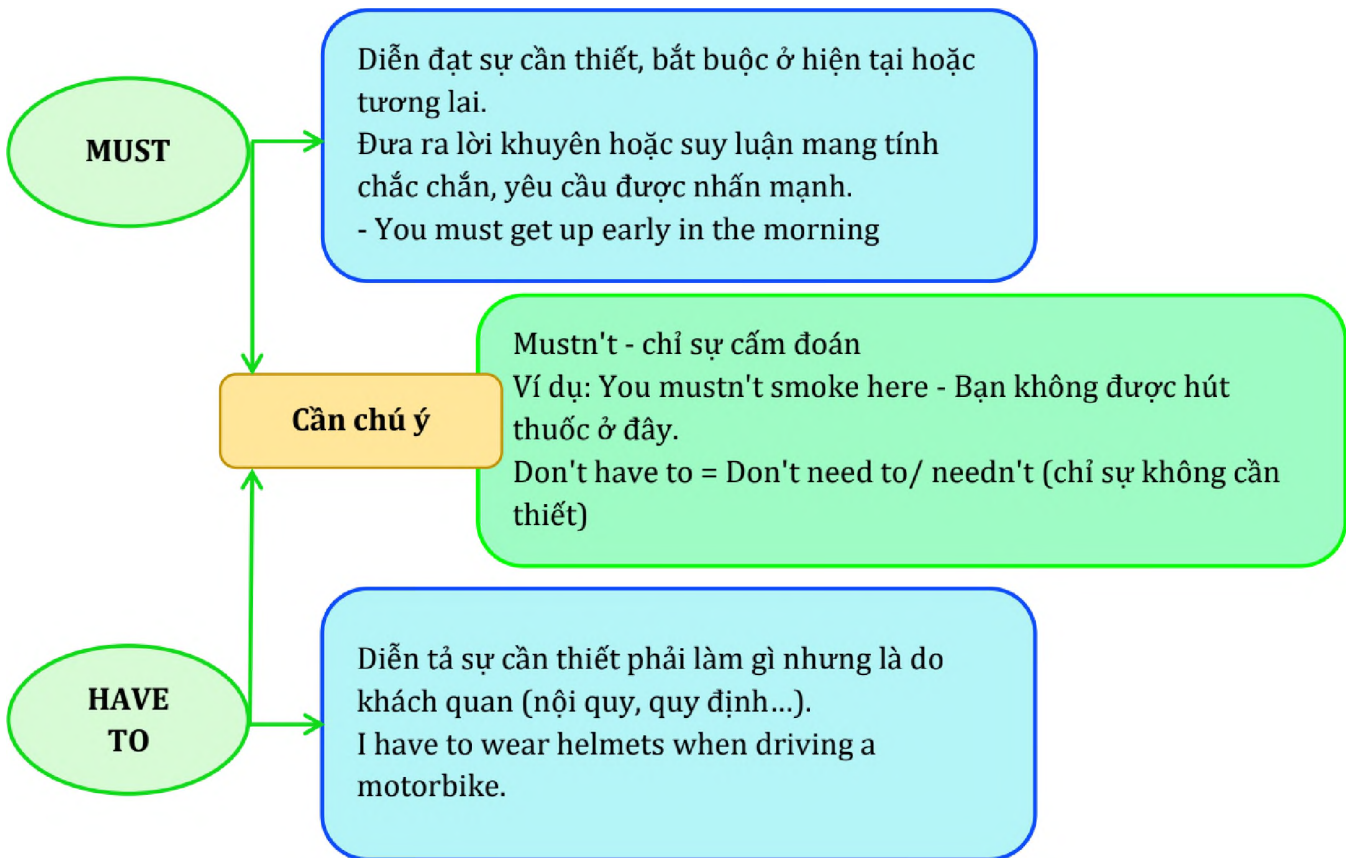 MUST
Diễn đạt sự cần thiết, bắt buộc ở hiện tại hoặc
tương lai.
Đưa ra lời khuyên hoặc suy luận mang tính
chắc chắn, yêu cầu được nhấn mạnh.
- You must get up early in the morning
Cần chú ý
Mustn't - chỉ sự cấm đoán
Ví dụ: You mustn't smoke here - Bạn không được hút
thuốc ở đây.
Don't have to = Don't need to/ needn't (chỉ sự không cần
thiết)
HAVE
TO
Diễn tả sự cần thiết phải làm gì nhưng là do
khách quan (nội quy, quy định...).
I have to wear helmets when driving a
motorbike.